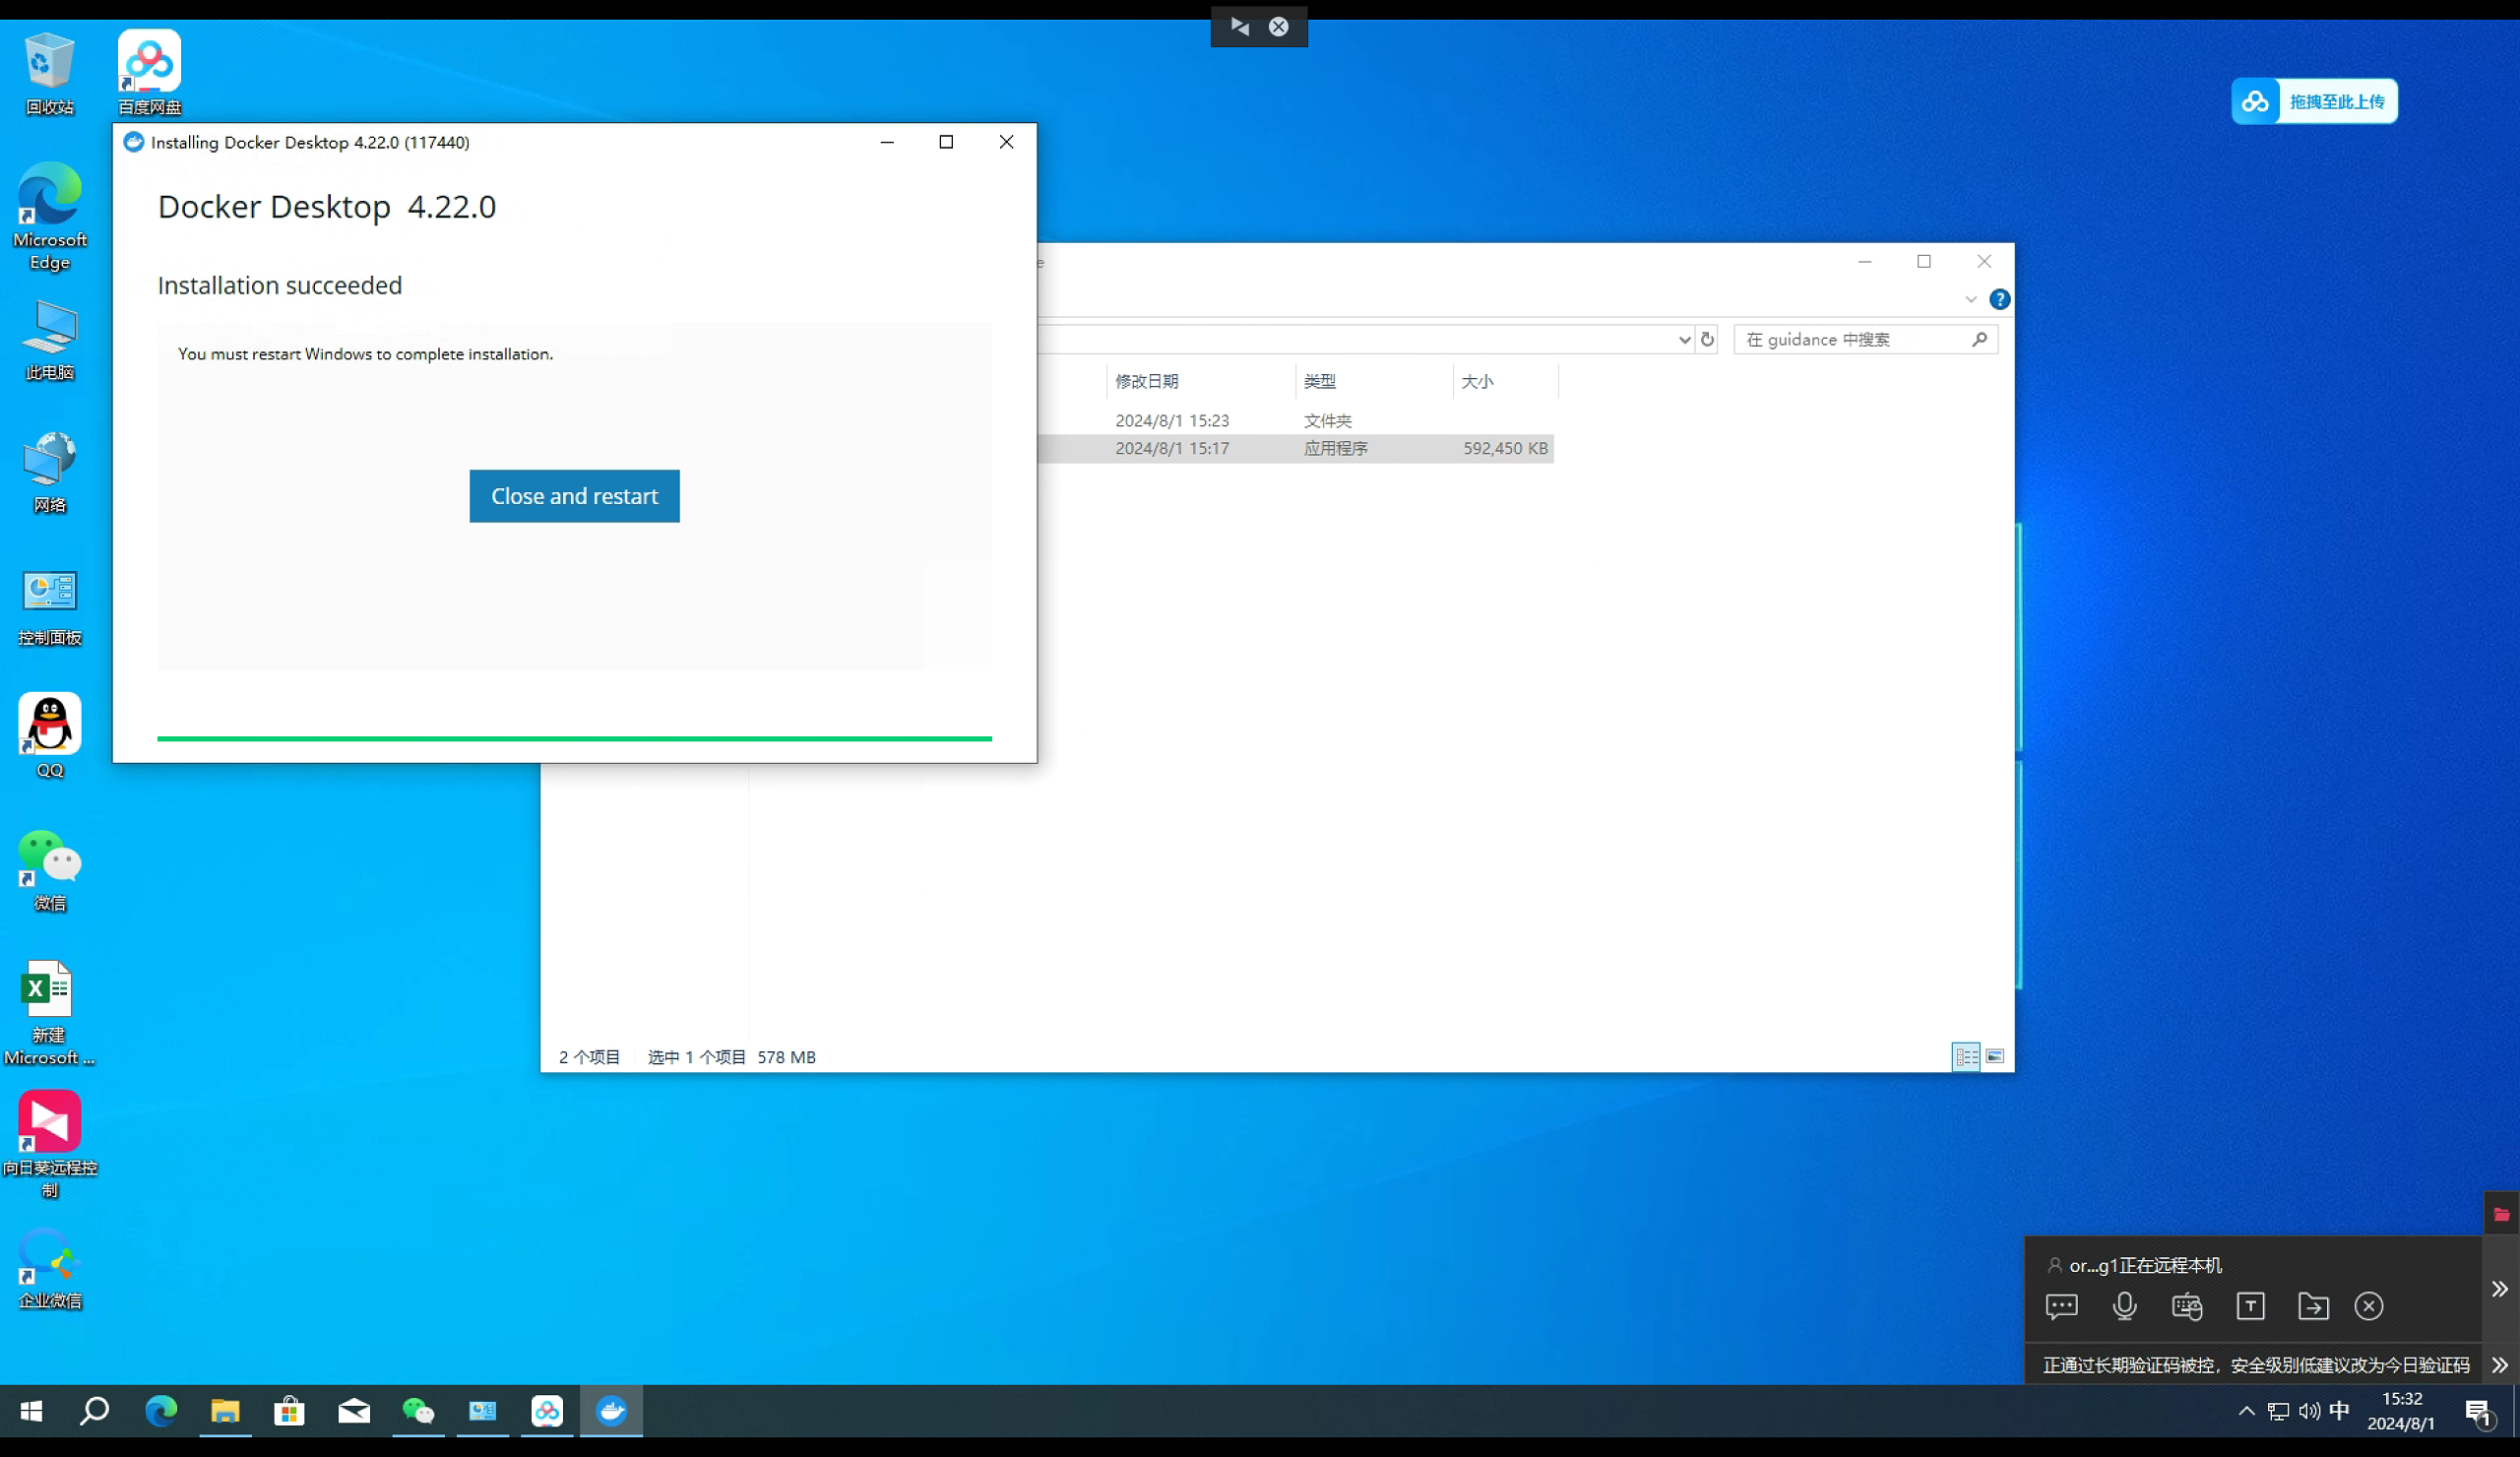 回收站
百度网盘
拖拽至此上传
Installing Docker Desktop 4.22.0 (117440)
Docker Desktop 4.22.0
Installation succeeded
You must restart Windows to complete installation.
Close and restart
Microsoft
Edge
此电脑
网络
控制面板
QQ
微信
新建
Microsoft ...
向日葵远程控
制
企业微信
e
在 guidance 中搜索
修改日期 类型 大小
2024/8/1 15:23 文件夹
2024/8/1 15:17 应用程序 592,450 KB
2 个项目 选中 1 个项目 578 MB
or...g1正在远程本机
正通过长期验证码被控，安全级别低建议改为今日验证码
中
15:32
2024/8/1
1